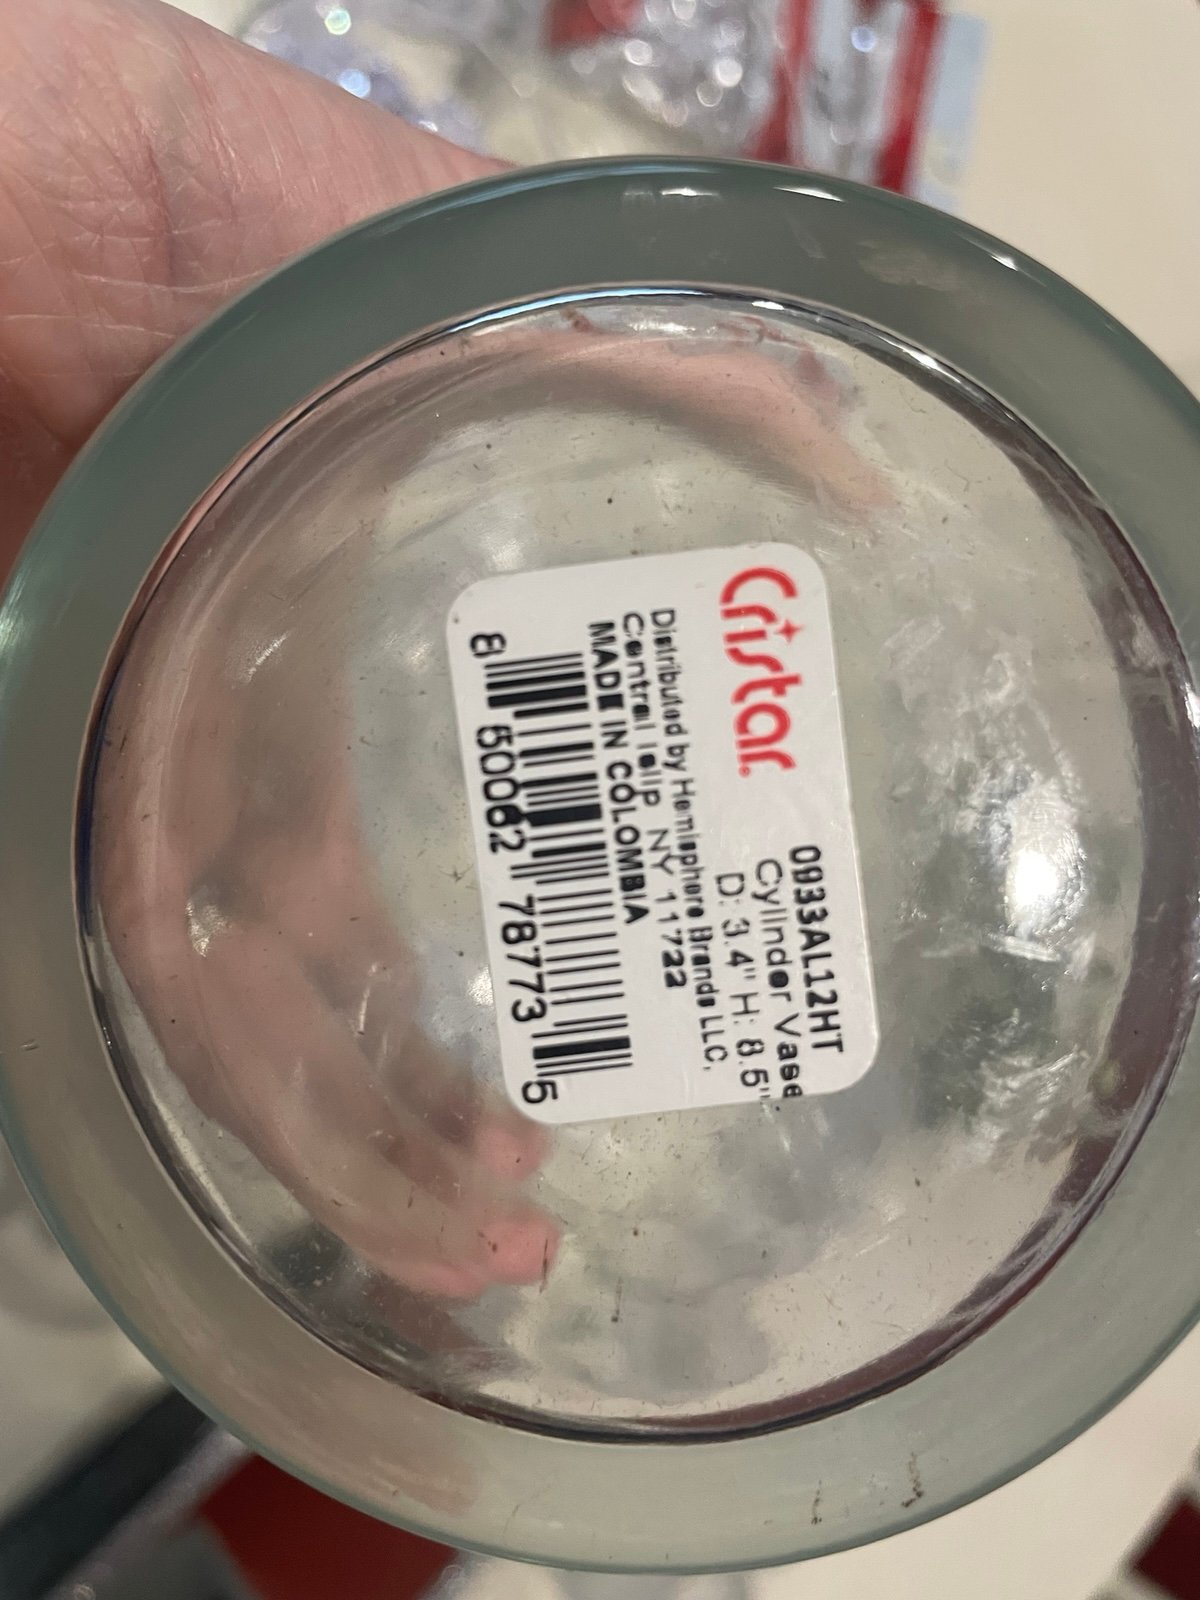 Cristar
0933AL12HT
Cylinder Vase
D: 3.4" H: 8.5"
Distributed by Hemisphere Brands LLC,
Central Islip NY 11722
MADE IN COLOMBIA
8 50062 78773 5